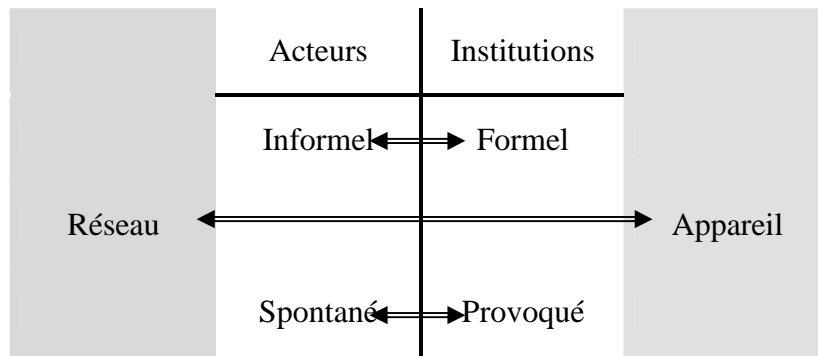 Acteurs Institutions
Informel Formel
Réseau Appareil
Spontané Provoqué